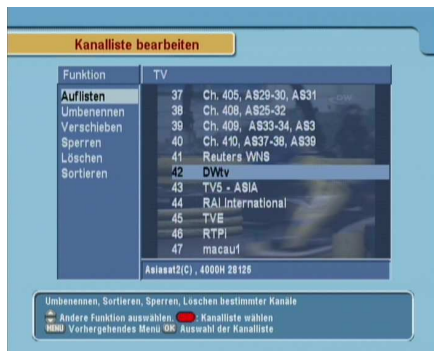 Kanalliste bearbeiten
Funktion TV
Auflisten
Umbenennen
Verschieben
Sperren
Löschen
Sortieren
37 Ch. 405, AS29-30, AS31
38 Ch. 408, AS25-32
39 Ch. 409, AS33-34, AS3
40 Ch. 410, AS37-38, AS39
41 Reuters WNS
42 DWtv
43 TV5 - ASIA
44 RAI International
45 TVE
46 RTPi
47 macau1
Asiasat2(C) , 4000H 28125
Umbenennen, Sortieren, Sperren, Löschen bestimmter Kanäle
Andere Funktion auswählen. : Kanalliste wählen
MENU Vorhergehendes Menü OK Auswahl der Kanalliste